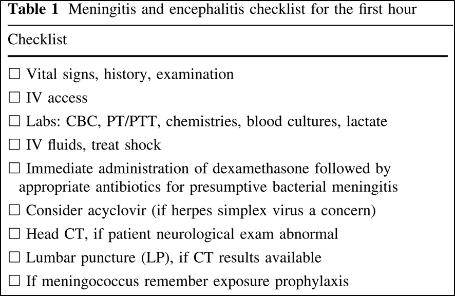 Table 1 Meningitis and encephalitis checklist for the first hour
Checklist
☐ Vital signs, history, examination
☐ IV access
☐ Labs: CBC, PT/PTT, chemistries, blood cultures, lactate
☐ IV fluids, treat shock
☐ Immediate administration of dexamethasone followed by
appropriate antibiotics for presumptive bacterial meningitis
☐ Consider acyclovir (if herpes simplex virus a concern)
☐ Head CT, if patient neurological exam abnormal
☐ Lumbar puncture (LP), if CT results available
☐ If meningococcus remember exposure prophylaxis